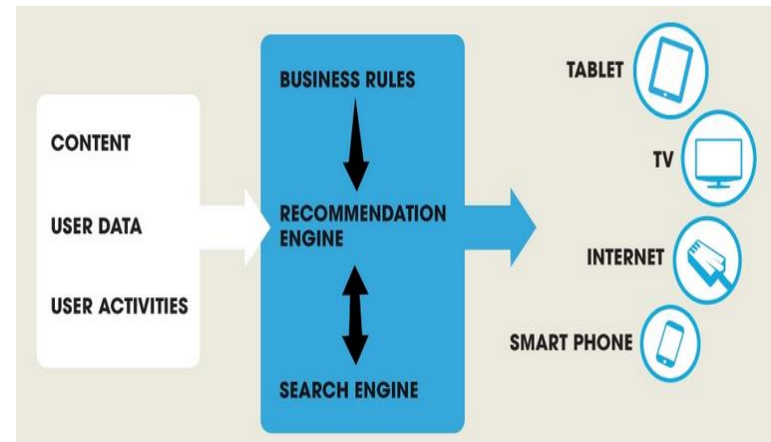 CONTENT
USER DATA
USER ACTIVITIES
BUSINESS RULES
RECOMMENDATION
ENGINE
SEARCH ENGINE
TABLET
TV
INTERNET
SMART PHONE